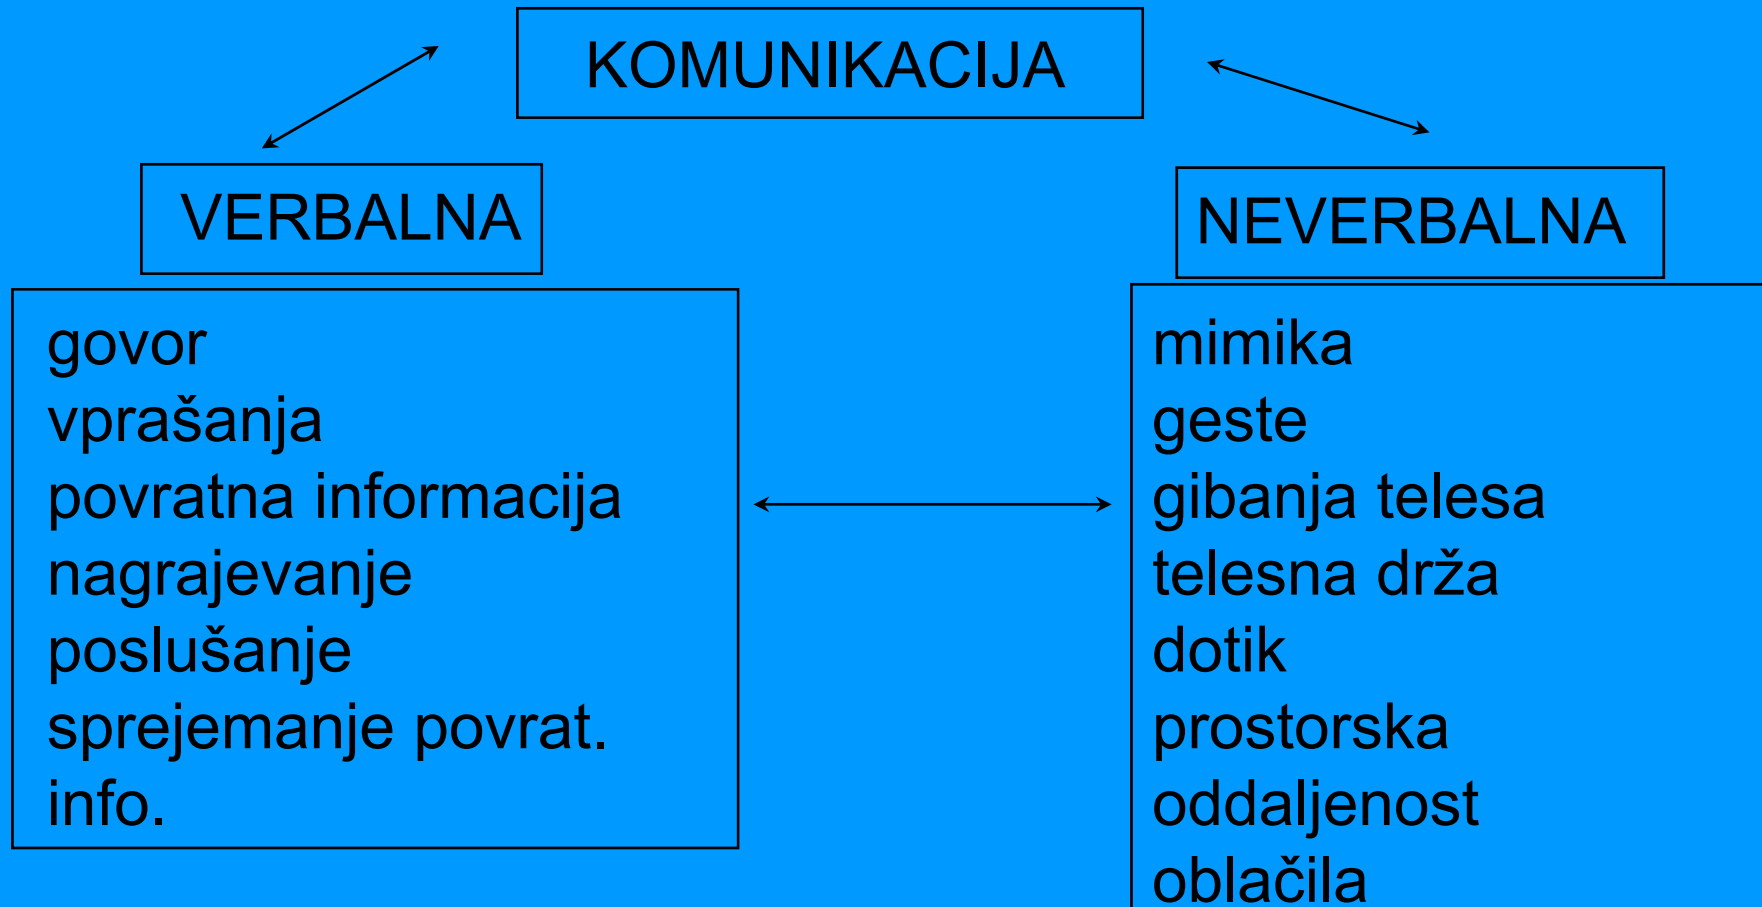 KOMUNIKACIJA
VERBALNA
NEVERBALNA
govor
vprašanja
povratna informacija
nagrajevanje
poslušanje
sprejemanje povrat.
info.
mimika
geste
gibanja telesa
telesna drža
dotik
prostorska
oddaljenost
oblačila